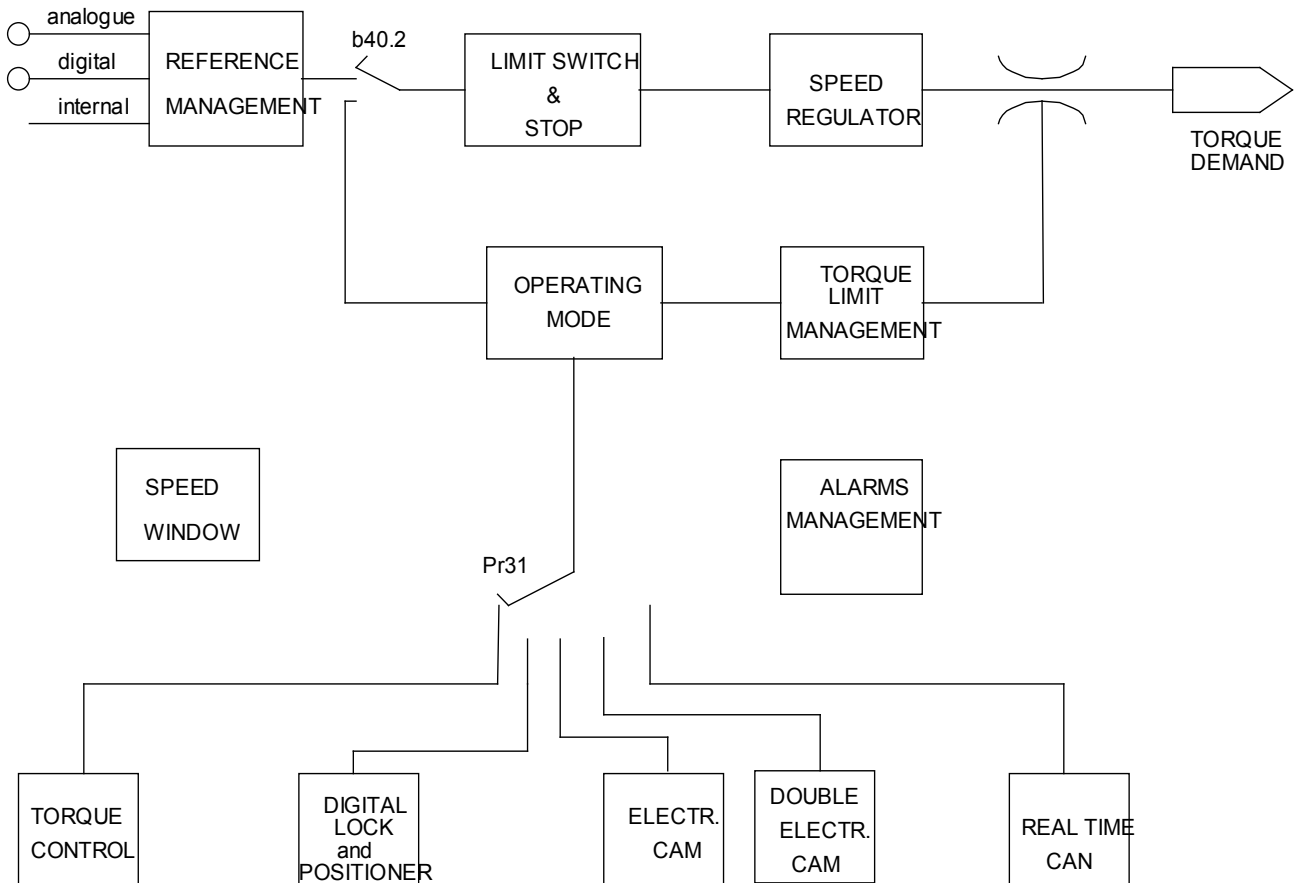 analogue
digital
internal
REFERENCE
MANAGEMENT
b40.2
LIMIT SWITCH
&
STOP
SPEED
REGULATOR
TORQUE
DEMAND
OPERATING
MODE
TORQUE
LIMIT
MANAGEMENT
SPEED
WINDOW
ALARMS
MANAGEMENT
Pr31
TORQUE
CONTROL
DIGITAL
LOCK
and
POSITIONER
ELECTR.
CAM
DOUBLE
ELECTR.
CAM
REAL TIME
CAN